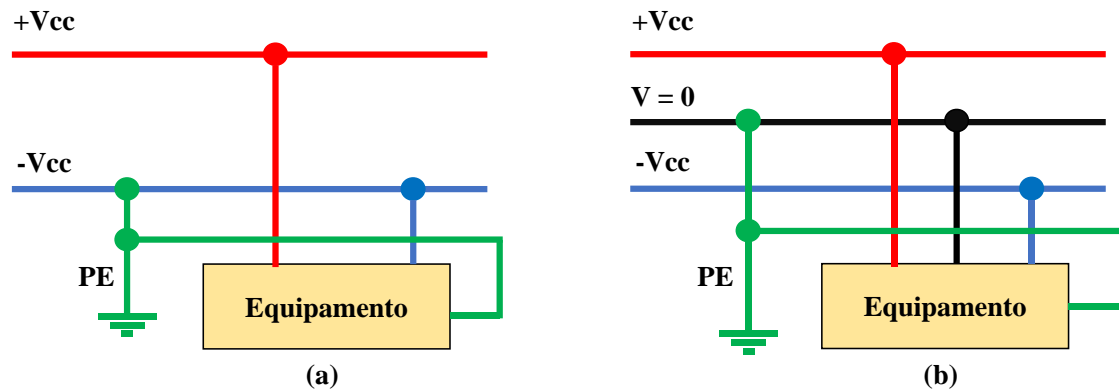 +Vcc
-Vcc
PE
Equipamento
(a)
+Vcc
V = 0
-Vcc
PE
Equipamento
(b)